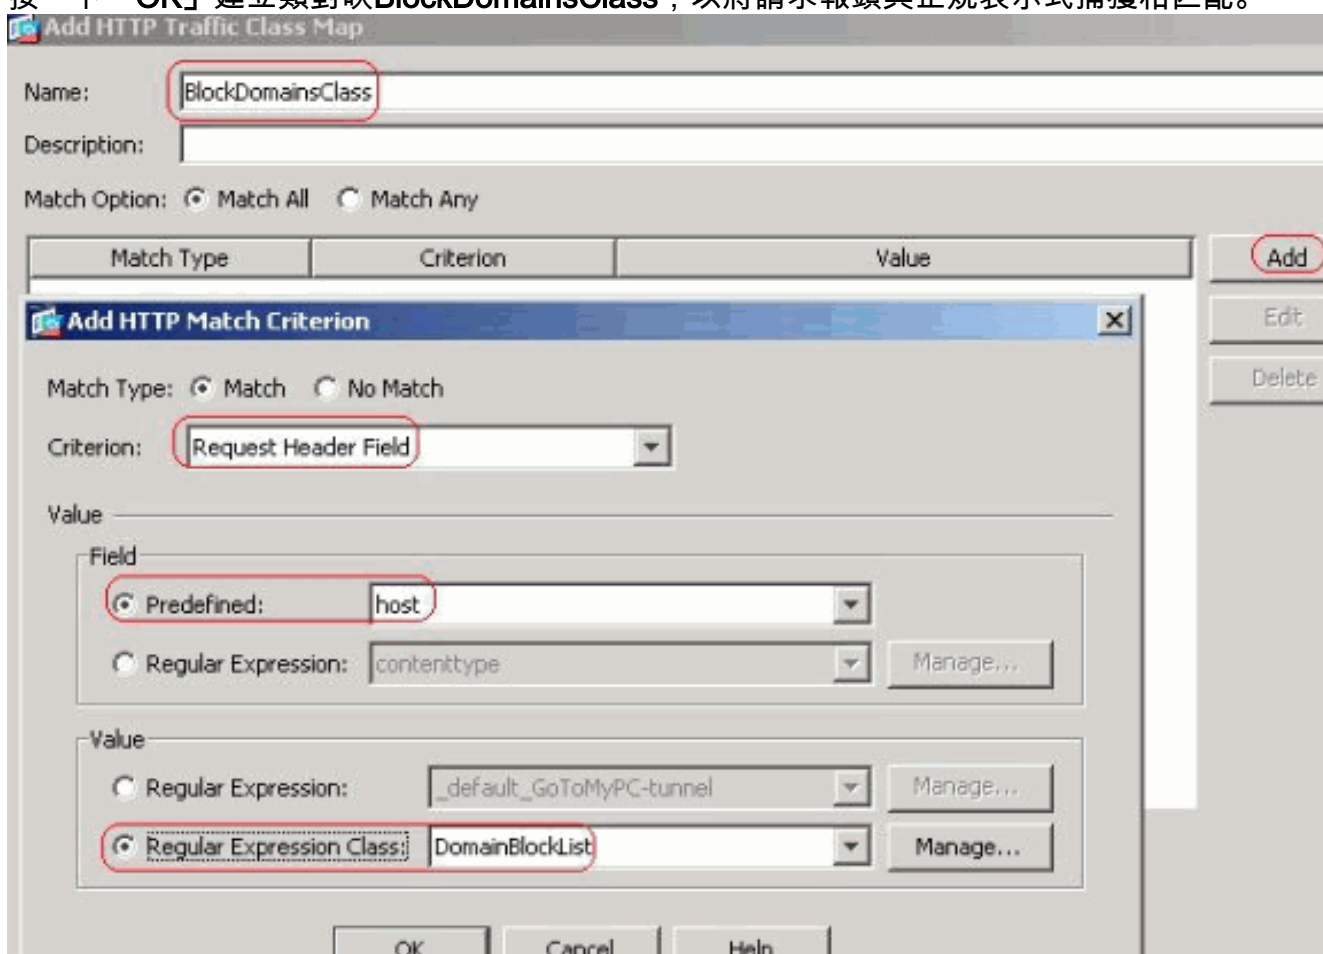 按一下「OK」建立類對映BlockDomainsClass，以將請求報頭與正規表示式捕獲相匹配。
Add HTTP Traffic Class Map
Name: BlockDomainsClass
Description:
Match Option: Match All Match Any
Match Type Criterion Value Add
Add HTTP Match Criterion Edit
Match Type: Match No Match Delete
Criterion: Request Header Field
Value
Field
Predefined: host
Regular Expression: contenttype Manage...
Value
Regular Expression: _default_GoToMyPC-tunnel Manage...
Regular Expression Class: DomainBlockList Manage...
OK Cancel Help